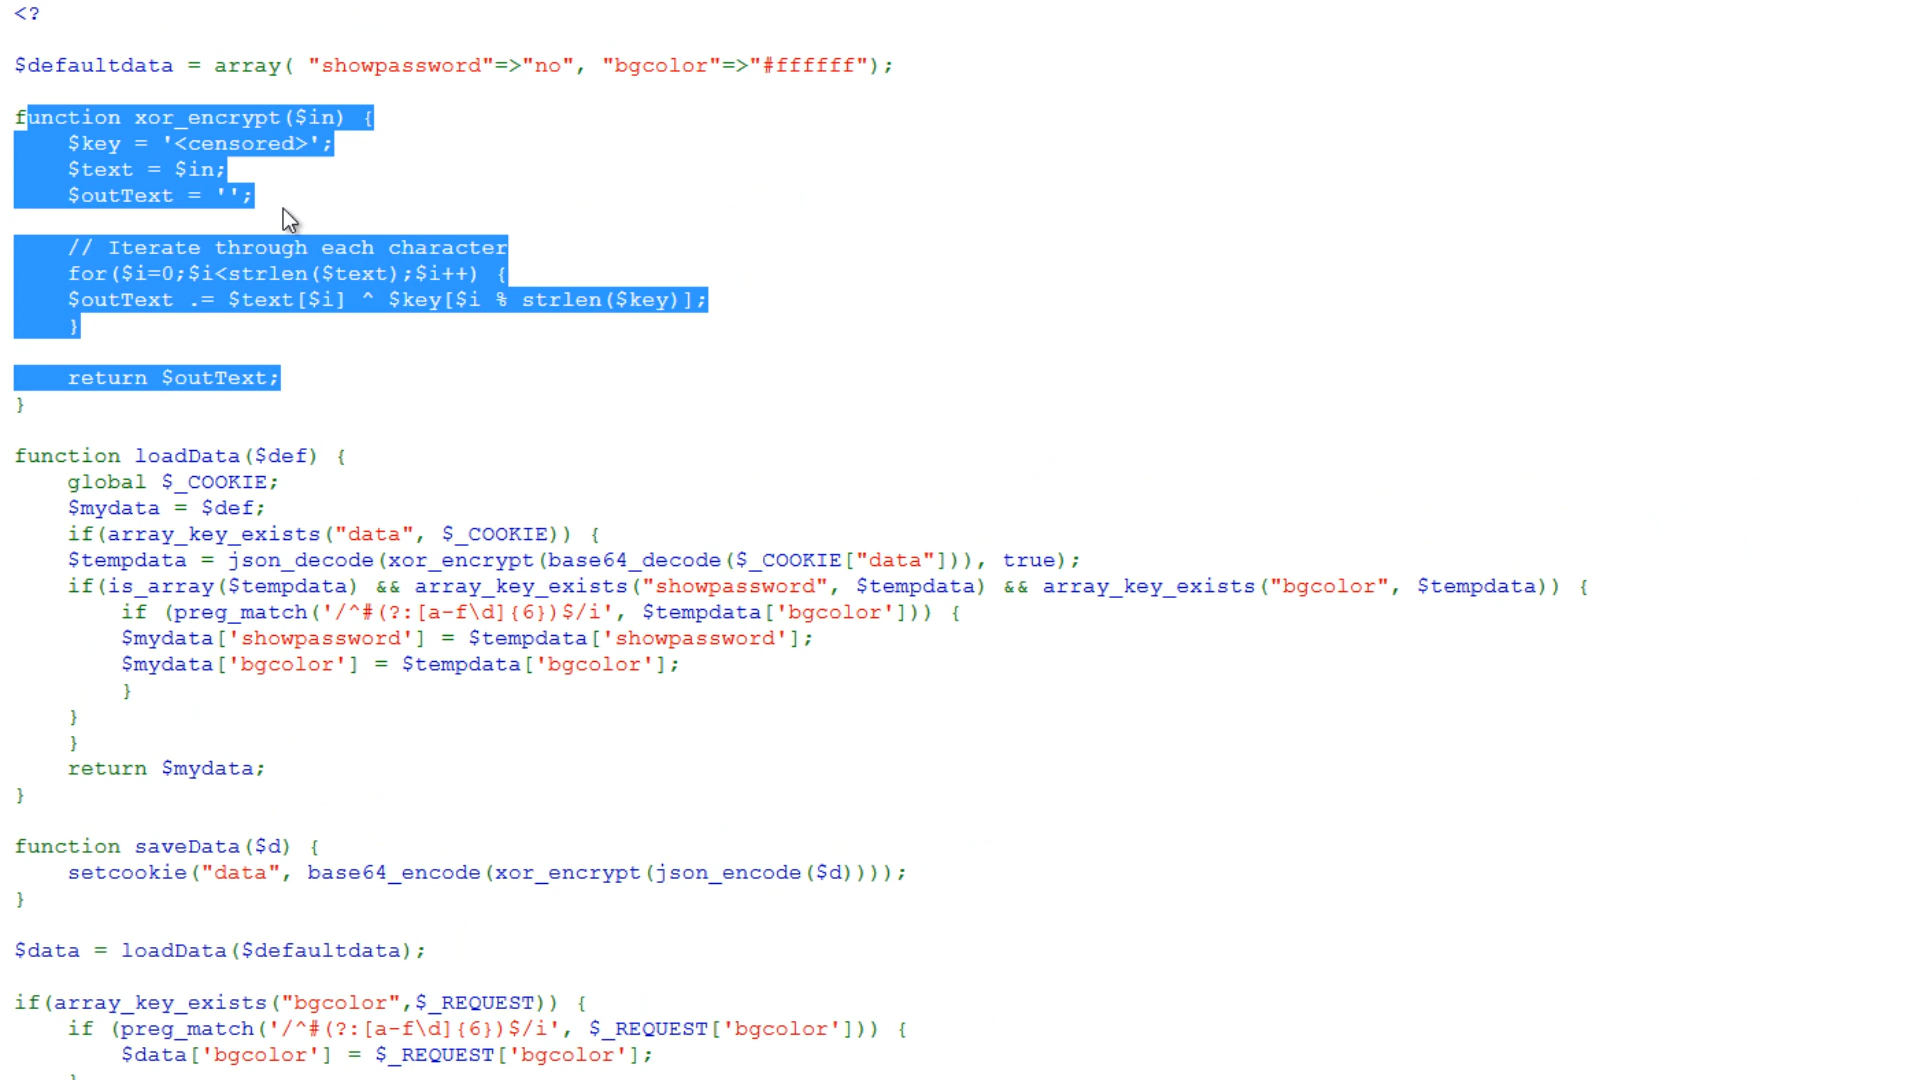 <?
$defaultdata = array( "showpassword"=>"no", "bgcolor"=>"#ffffff");
function xor_encrypt($in) {
    $key = '<censored>';
    $text = $in;
    $outText = '';
    // Iterate through each character
    for($i=0;$i<strlen($text);$i++) {
    $outText .= $text[$i] ^ $key[$i % strlen($key)];
    }
    return $outText;
}
function loadData($def) {
    global $_COOKIE;
    $mydata = $def;
    if(array_key_exists("data", $_COOKIE)) {
    $tempdata = json_decode(xor_encrypt(base64_decode($_COOKIE["data"])), true);
    if(is_array($tempdata) && array_key_exists("showpassword", $tempdata) && array_key_exists("bgcolor", $tempdata)) {
        if (preg_match('/^#(?:[a-f\d]{6})$/i', $tempdata['bgcolor'])) {
        $mydata['showpassword'] = $tempdata['showpassword'];
        $mydata['bgcolor'] = $tempdata['bgcolor'];
        }
    }
    }
    return $mydata;
}
function saveData($d) {
    setcookie("data", base64_encode(xor_encrypt(json_encode($d))));
}
$data = loadData($defaultdata);
if(array_key_exists("bgcolor",$_REQUEST)) {
    if (preg_match('/^#(?:[a-f\d]{6})$/i', $_REQUEST['bgcolor'])) {
        $data['bgcolor'] = $_REQUEST['bgcolor'];
    }